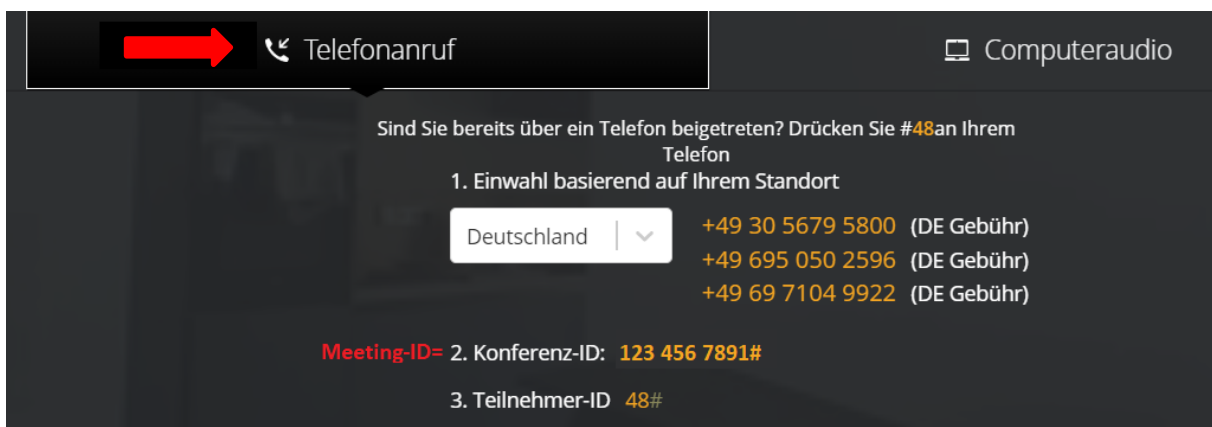 Telefonanruf
Computeraudio
Sind Sie bereits über ein Telefon beigetreten? Drücken Sie #48an Ihrem
Telefon
1. Einwahl basierend auf Ihrem Standort
Deutschland
+49 30 5679 5800 (DE Gebühr)
+49 695 050 2596 (DE Gebühr)
+49 69 7104 9922 (DE Gebühr)
Meeting-ID= 2. Konferenz-ID: 123 456 7891#
3. Teilnehmer-ID 48#